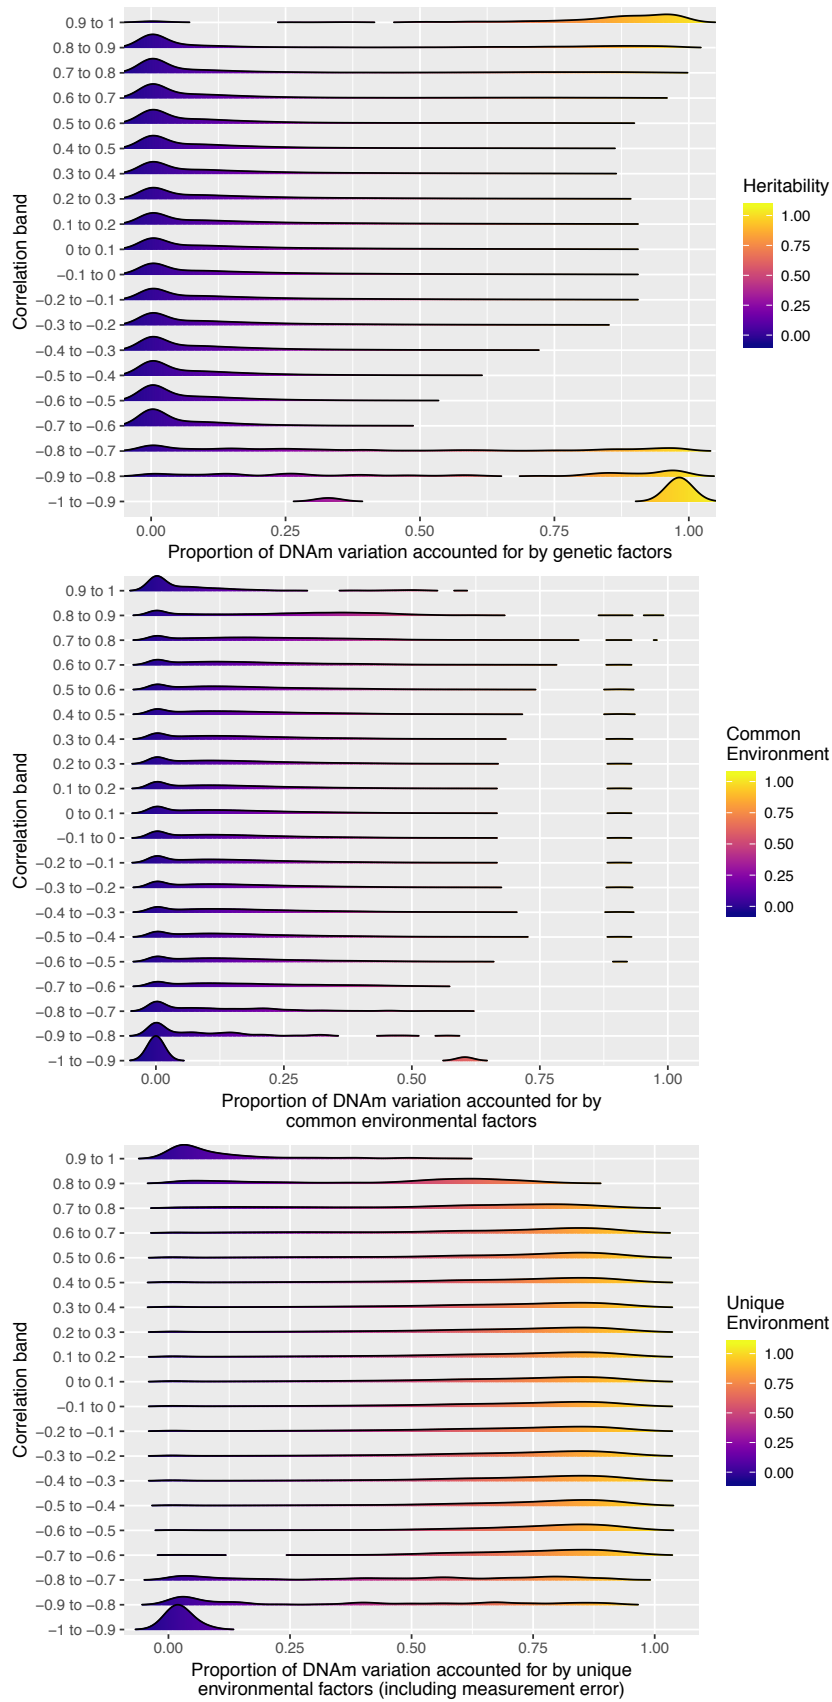 Correlation band
0.9 to 1
0.8 to 0.9
0.7 to 0.8
0.6 to 0.7
0.5 to 0.6
0.4 to 0.5
0.3 to 0.4
0.2 to 0.3
0.1 to 0.2
0 to 0.1
−0.1 to 0
−0.2 to −0.1
−0.3 to −0.2
−0.4 to −0.3
−0.5 to −0.4
−0.6 to −0.5
−0.7 to −0.6
−0.8 to −0.7
−0.9 to −0.8
−1 to −0.9
0.00 0.25 0.50 0.75 1.00
Proportion of DNAm variation accounted for by genetic factors
Heritability
1.00
0.75
0.50
0.25
0.00
Correlation band
0.9 to 1
0.8 to 0.9
0.7 to 0.8
0.6 to 0.7
0.5 to 0.6
0.4 to 0.5
0.3 to 0.4
0.2 to 0.3
0.1 to 0.2
0 to 0.1
−0.1 to 0
−0.2 to −0.1
−0.3 to −0.2
−0.4 to −0.3
−0.5 to −0.4
−0.6 to −0.5
−0.7 to −0.6
−0.8 to −0.7
−0.9 to −0.8
−1 to −0.9
0.00 0.25 0.50 0.75 1.00
Proportion of DNAm variation accounted for by
common environmental factors
Common
Environment
1.00
0.75
0.50
0.25
0.00
Correlation band
0.9 to 1
0.8 to 0.9
0.7 to 0.8
0.6 to 0.7
0.5 to 0.6
0.4 to 0.5
0.3 to 0.4
0.2 to 0.3
0.1 to 0.2
0 to 0.1
−0.1 to 0
−0.2 to −0.1
−0.3 to −0.2
−0.4 to −0.3
−0.5 to −0.4
−0.6 to −0.5
−0.7 to −0.6
−0.8 to −0.7
−0.9 to −0.8
−1 to −0.9
0.00 0.25 0.50 0.75 1.00
Proportion of DNAm variation accounted for by unique
environmental factors (including measurement error)
Unique
Environment
1.00
0.75
0.50
0.25
0.00